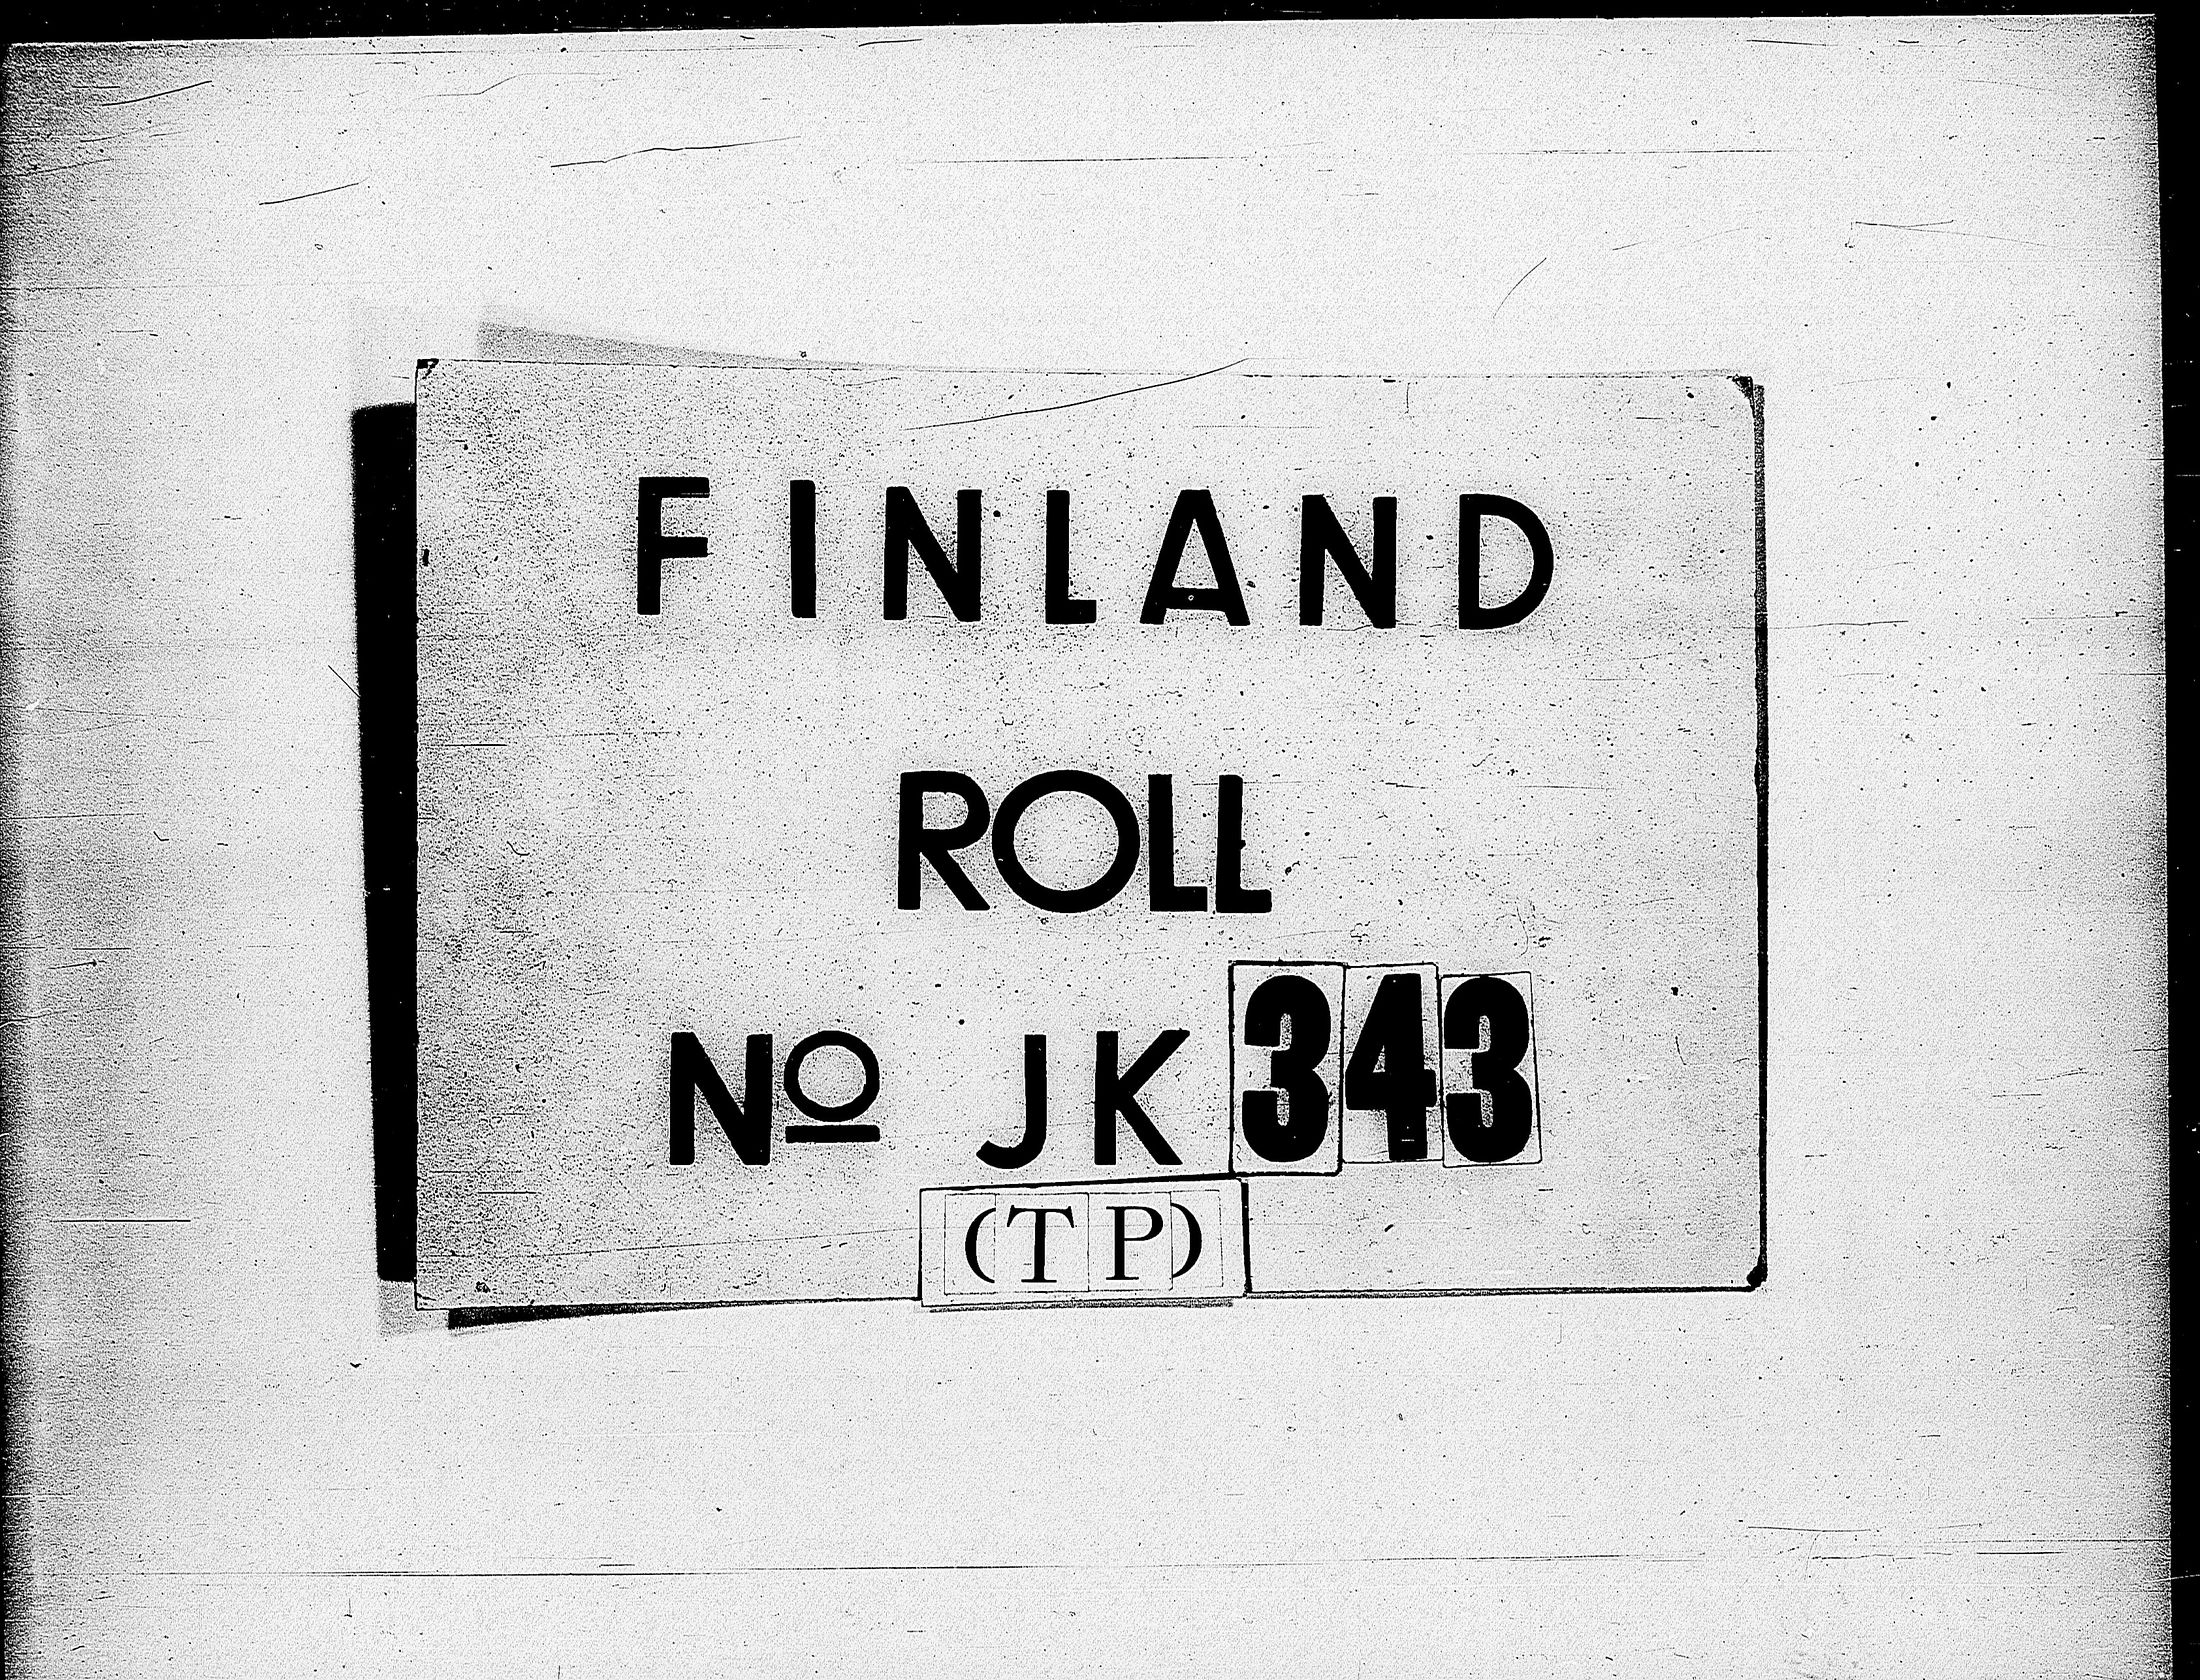 FINLAND
ROLL
Nº JK 343
(TP)